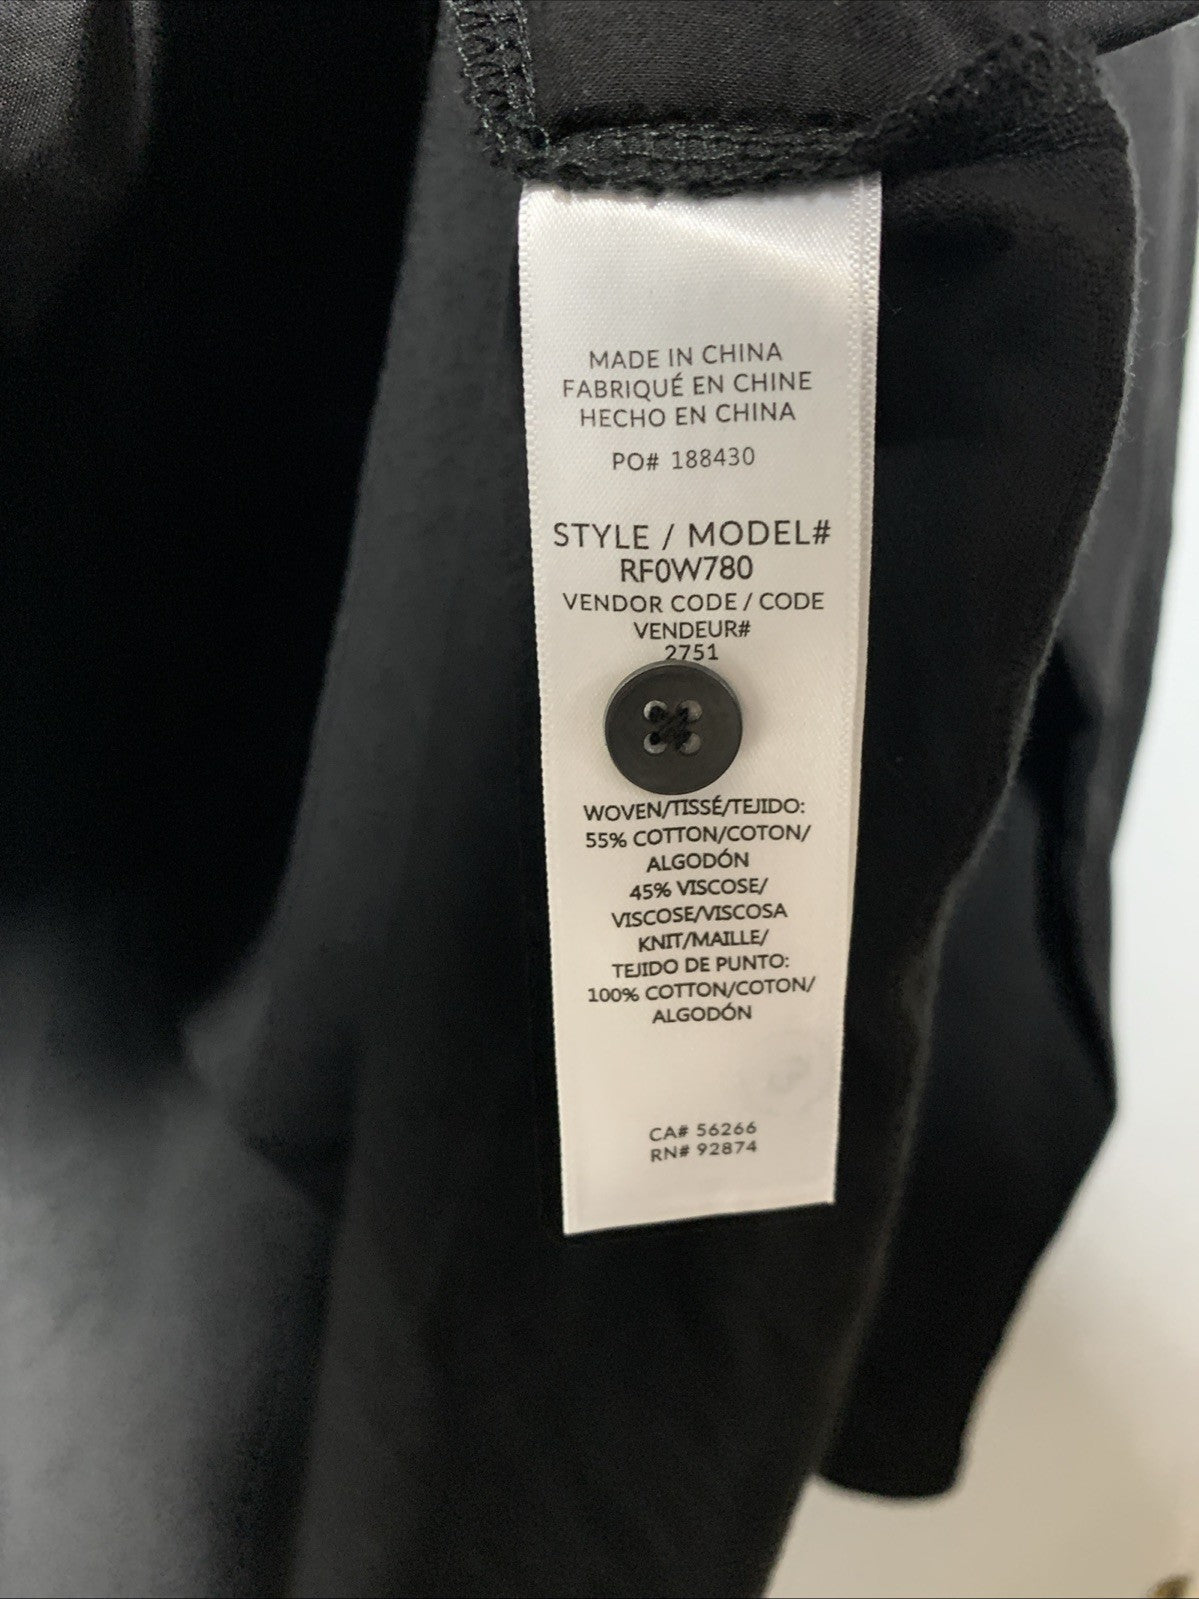 MADE IN CHINA
FABRIQUÉ EN CHINE
HECHO EN CHINA
PO# 188430
STYLE / MODEL#
RF0W780
VENDOR CODE / CODE
VENDEUR#
2751
WOVEN/TISSÉ/TEJIDO:
55% COTTON/COTON/
ALGODÓN
45% VISCOSE/
VISCOSE/VISCOSA
KNIT/MAILLE/
TEJIDO DE PUNTO:
100% COTTON/COTON/
ALGODÓN
CA# 56266
RN# 92874